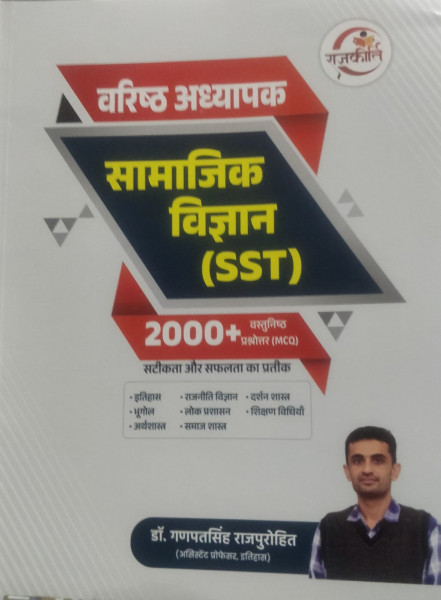 राजकीर्ति
वरिष्ठ अध्यापक
सामाजिक
विज्ञान
(SST)
2000+ वस्तुनिष्ठ
प्रश्नोत्तर (MCQ)
सटीकता और सफलता का प्रतीक
• इतिहास • राजनीति विज्ञान • दर्शन शास्त्र
• भूगोल • लोक प्रशासन • शिक्षण विधियाँ
• अर्थशास्त्र • समाज शास्त्र
डॉ. गणपतसिंह राजपुरोहित
(असिस्टेंट प्रोफेसर, इतिहास)